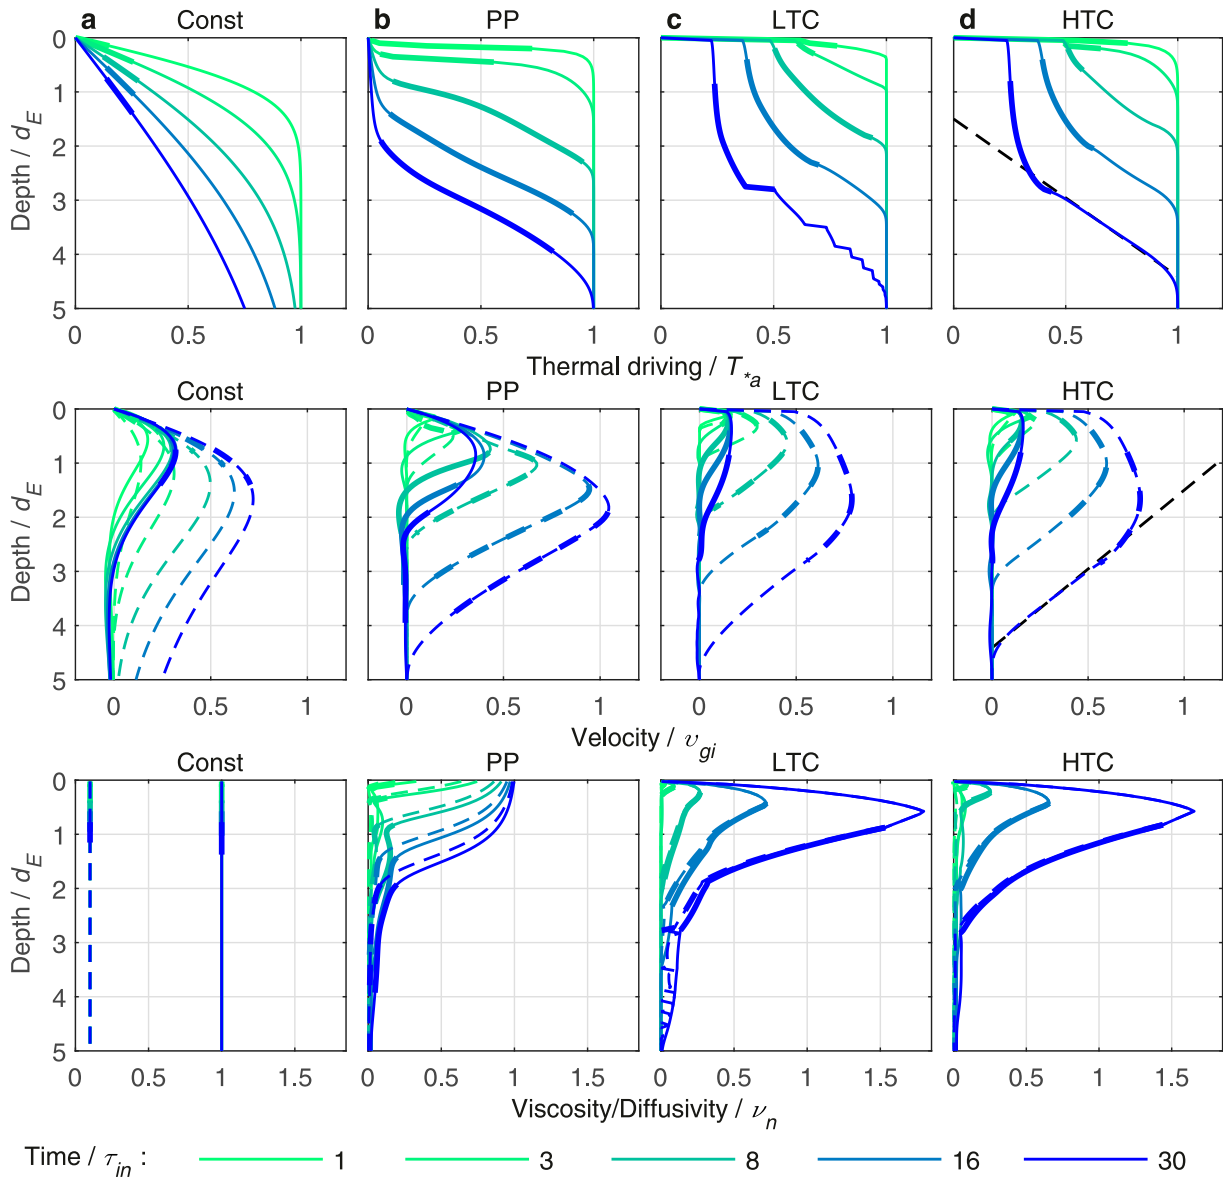 a Const b PP c LTC d HTC
0 1 2 3 4 5
Depth / d_E
0 0.5 1 0 0.5 1 0 0.5 1 0 0.5 1
Thermal driving / T_*a
Const PP LTC HTC
0 1 2 3 4 5
Depth / d_E
0 0.5 1 0 0.5 1 0 0.5 1 0 0.5 1
Velocity / υ_gi
Const PP LTC HTC
0 1 2 3 4 5
Depth / d_E
0 0.5 1 1.5 0 0.5 1 1.5 0 0.5 1 1.5 0 0.5 1 1.5
Viscosity/Diffusivity / ν_n
Time / τ_in : 1 3 8 16 30